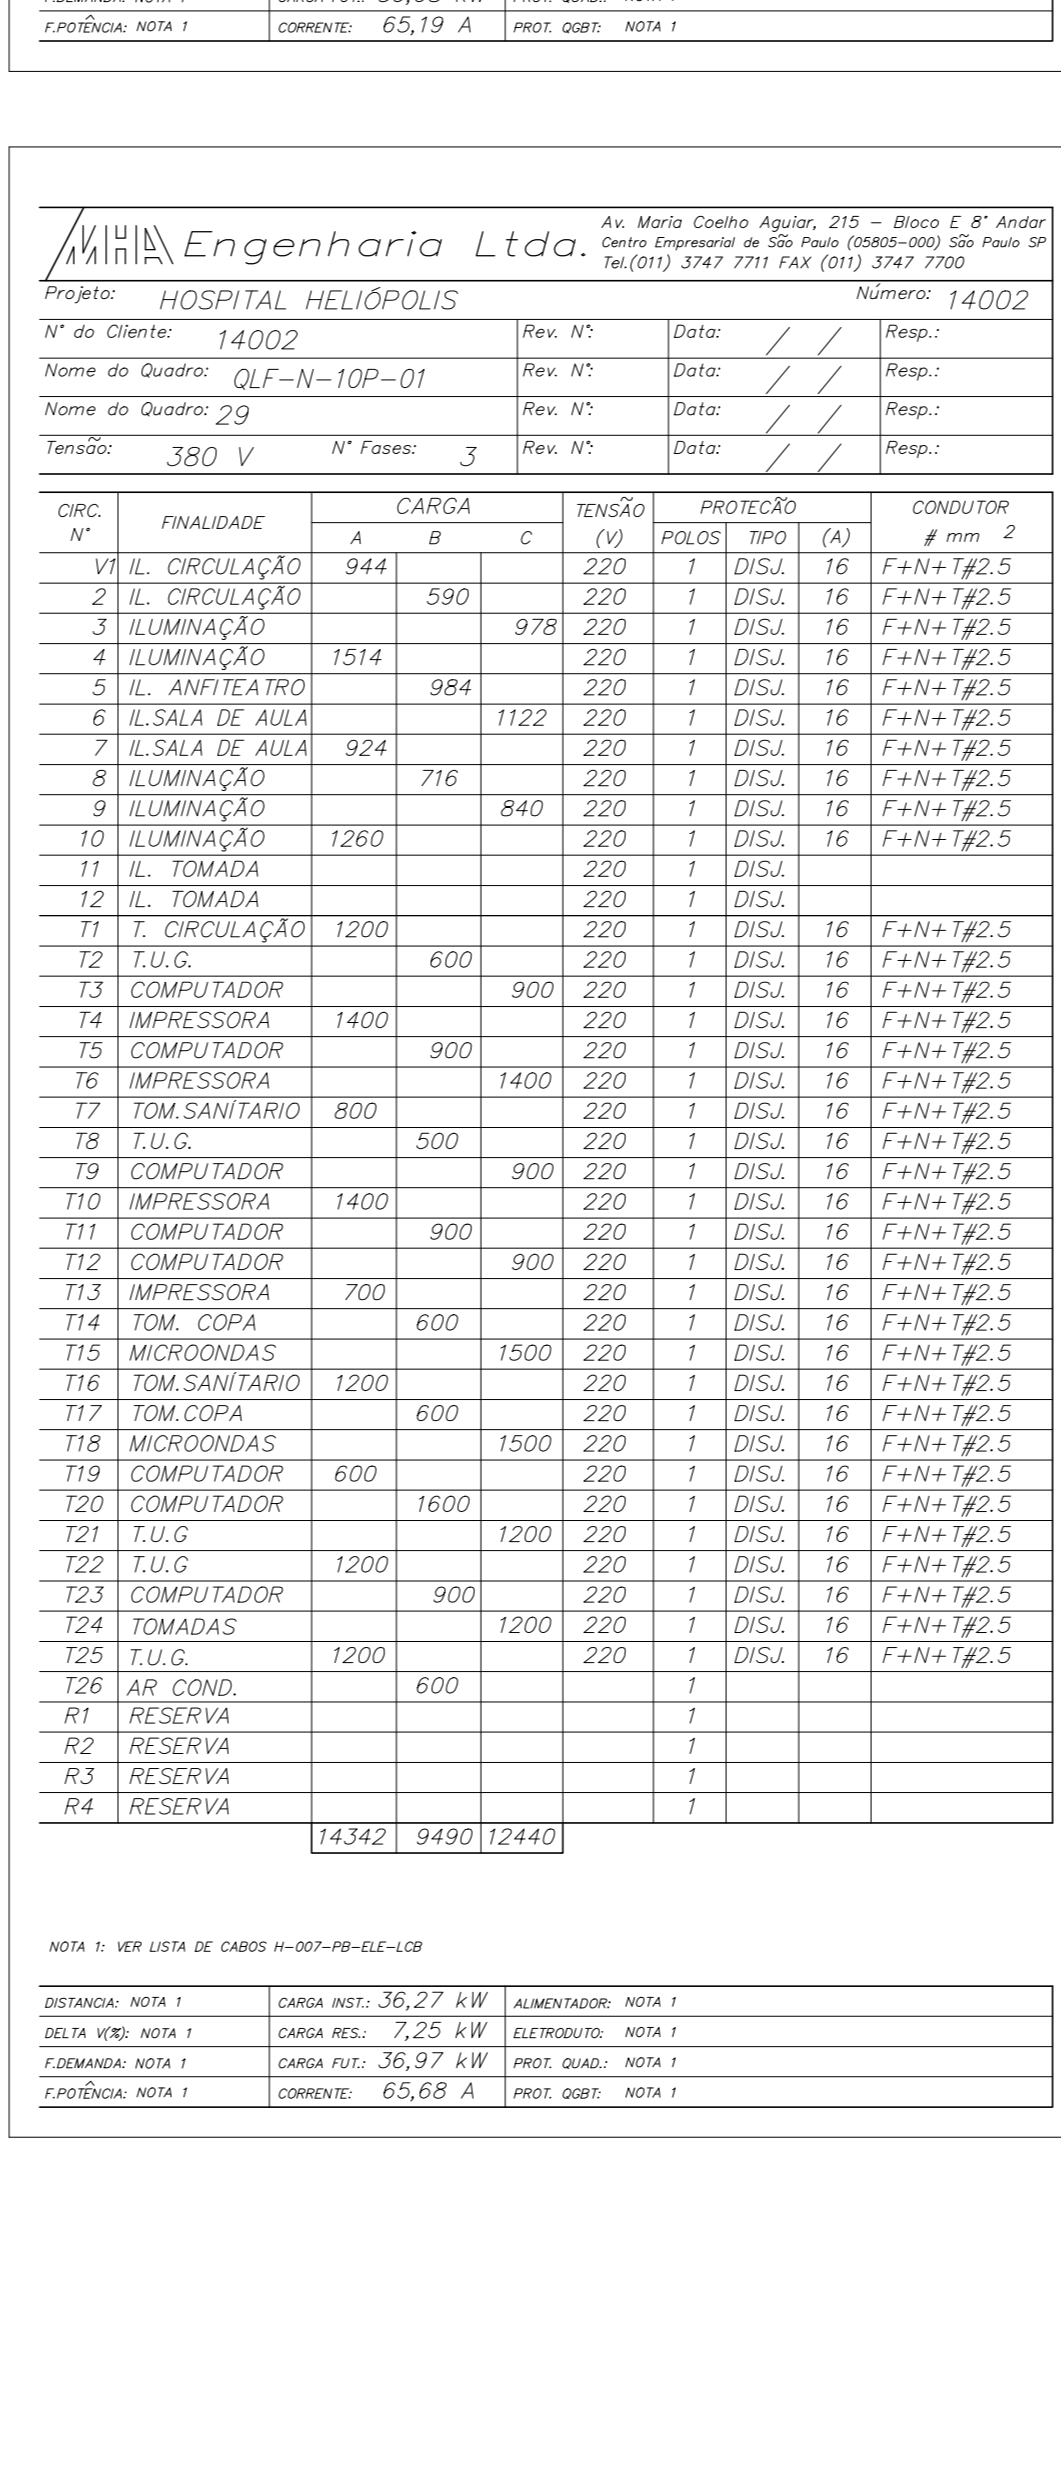 F.POTÊNCIA: NOTA 1 CORRENTE: 65,19 A PROT. QGBT: NOTA 1
MHA Engenharia Ltda.
Av. Maria Coelho Aguiar, 215 – Bloco E 8° Andar
Centro Empresarial de São Paulo (05805–000) São Paulo SP
Tel.(011) 3747 7711 FAX (011) 3747 7700
Projeto: HOSPITAL HELIÓPOLIS Número: 14002
N° do Cliente: 14002 Rev. N°: Data: / / Resp.:
Nome do Quadro: QLF–N–10P–01 Rev. N°: Data: / / Resp.:
Nome do Quadro: 29 Rev. N°: Data: / / Resp.:
Tensão: 380 V N° Fases: 3 Rev. N°: Data: / / Resp.:
CIRC. N° FINALIDADE CARGA TENSÃO (V) PROTECÃO CONDUTOR # mm 2
A B C POLOS TIPO (A)
V1 IL. CIRCULAÇÃO 944 220 1 DISJ. 16 F+N+T#2.5
2 IL. CIRCULAÇÃO 590 220 1 DISJ. 16 F+N+T#2.5
3 ILUMINAÇÃO 978 220 1 DISJ. 16 F+N+T#2.5
4 ILUMINAÇÃO 1514 220 1 DISJ. 16 F+N+T#2.5
5 IL. ANFITEATRO 984 220 1 DISJ. 16 F+N+T#2.5
6 IL.SALA DE AULA 1122 220 1 DISJ. 16 F+N+T#2.5
7 IL.SALA DE AULA 924 220 1 DISJ. 16 F+N+T#2.5
8 ILUMINAÇÃO 716 220 1 DISJ. 16 F+N+T#2.5
9 ILUMINAÇÃO 840 220 1 DISJ. 16 F+N+T#2.5
10 ILUMINAÇÃO 1260 220 1 DISJ. 16 F+N+T#2.5
11 IL. TOMADA 220 1 DISJ.
12 IL. TOMADA 220 1 DISJ.
T1 T. CIRCULAÇÃO 1200 220 1 DISJ. 16 F+N+T#2.5
T2 T.U.G. 600 220 1 DISJ. 16 F+N+T#2.5
T3 COMPUTADOR 900 220 1 DISJ. 16 F+N+T#2.5
T4 IMPRESSORA 1400 220 1 DISJ. 16 F+N+T#2.5
T5 COMPUTADOR 900 220 1 DISJ. 16 F+N+T#2.5
T6 IMPRESSORA 1400 220 1 DISJ. 16 F+N+T#2.5
T7 TOM.SANÍTARIO 800 220 1 DISJ. 16 F+N+T#2.5
T8 T.U.G. 500 220 1 DISJ. 16 F+N+T#2.5
T9 COMPUTADOR 900 220 1 DISJ. 16 F+N+T#2.5
T10 IMPRESSORA 1400 220 1 DISJ. 16 F+N+T#2.5
T11 COMPUTADOR 900 220 1 DISJ. 16 F+N+T#2.5
T12 COMPUTADOR 900 220 1 DISJ. 16 F+N+T#2.5
T13 IMPRESSORA 700 220 1 DISJ. 16 F+N+T#2.5
T14 TOM. COPA 600 220 1 DISJ. 16 F+N+T#2.5
T15 MICROONDAS 1500 220 1 DISJ. 16 F+N+T#2.5
T16 TOM.SANÍTARIO 1200 220 1 DISJ. 16 F+N+T#2.5
T17 TOM.COPA 600 220 1 DISJ. 16 F+N+T#2.5
T18 MICROONDAS 1500 220 1 DISJ. 16 F+N+T#2.5
T19 COMPUTADOR 600 220 1 DISJ. 16 F+N+T#2.5
T20 COMPUTADOR 1600 220 1 DISJ. 16 F+N+T#2.5
T21 T.U.G 1200 220 1 DISJ. 16 F+N+T#2.5
T22 T.U.G 1200 220 1 DISJ. 16 F+N+T#2.5
T23 COMPUTADOR 900 220 1 DISJ. 16 F+N+T#2.5
T24 TOMADAS 1200 220 1 DISJ. 16 F+N+T#2.5
T25 T.U.G. 1200 220 1 DISJ. 16 F+N+T#2.5
T26 AR COND. 600 1
R1 RESERVA 1
R2 RESERVA 1
R3 RESERVA 1
R4 RESERVA 1
14342 9490 12440
NOTA 1: VER LISTA DE CABOS H–007–PB–ELE–LCB
DISTANCIA: NOTA 1 CARGA INST.: 36,27 kW ALIMENTADOR: NOTA 1
DELTA V(%): NOTA 1 CARGA RES.: 7,25 kW ELETRODUTO: NOTA 1
F.DEMANDA: NOTA 1 CARGA FUT.: 36,97 kW PROT. QUAD.: NOTA 1
F.POTÊNCIA: NOTA 1 CORRENTE: 65,68 A PROT. QGBT: NOTA 1